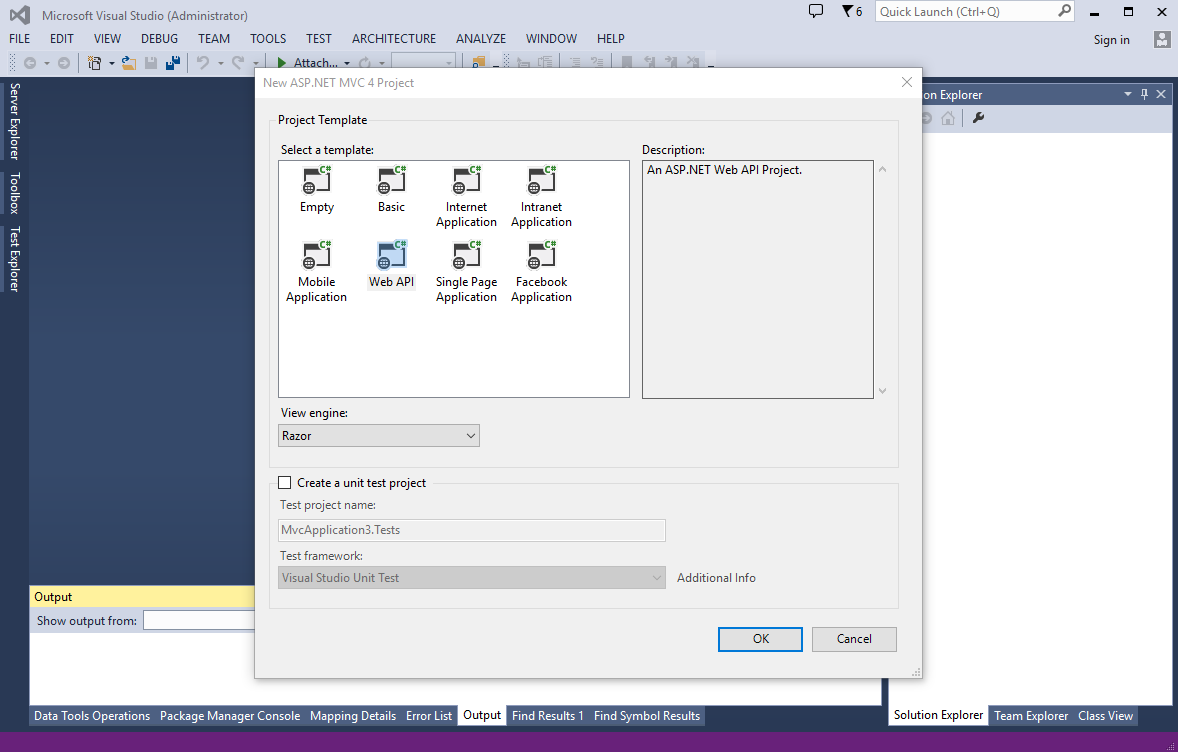 Microsoft Visual Studio (Administrator)
6
Quick Launch (Ctrl+Q)
FILE EDIT VIEW DEBUG TEAM TOOLS TEST ARCHITECTURE ANALYZE WINDOW HELP
Sign in
Attach...
New ASP.NET MVC 4 Project
on Explorer
Server Explorer
Toolbox
Test Explorer
Project Template
Select a template:
Description:
C# C# C# C#
An ASP.NET Web API Project.
Empty
Basic
Internet
Application
Intranet
Application
C# C# C# C#
Mobile
Application
Web API
Single Page
Application
Facebook
Application
View engine:
Razor
Create a unit test project
Test project name:
MvcApplication3.Tests
Test framework:
Visual Studio Unit Test
Additional Info
OK
Cancel
Output
Show output from:
Data Tools Operations Package Manager Console Mapping Details Error List Output Find Results 1 Find Symbol Results
Solution Explorer Team Explorer Class View